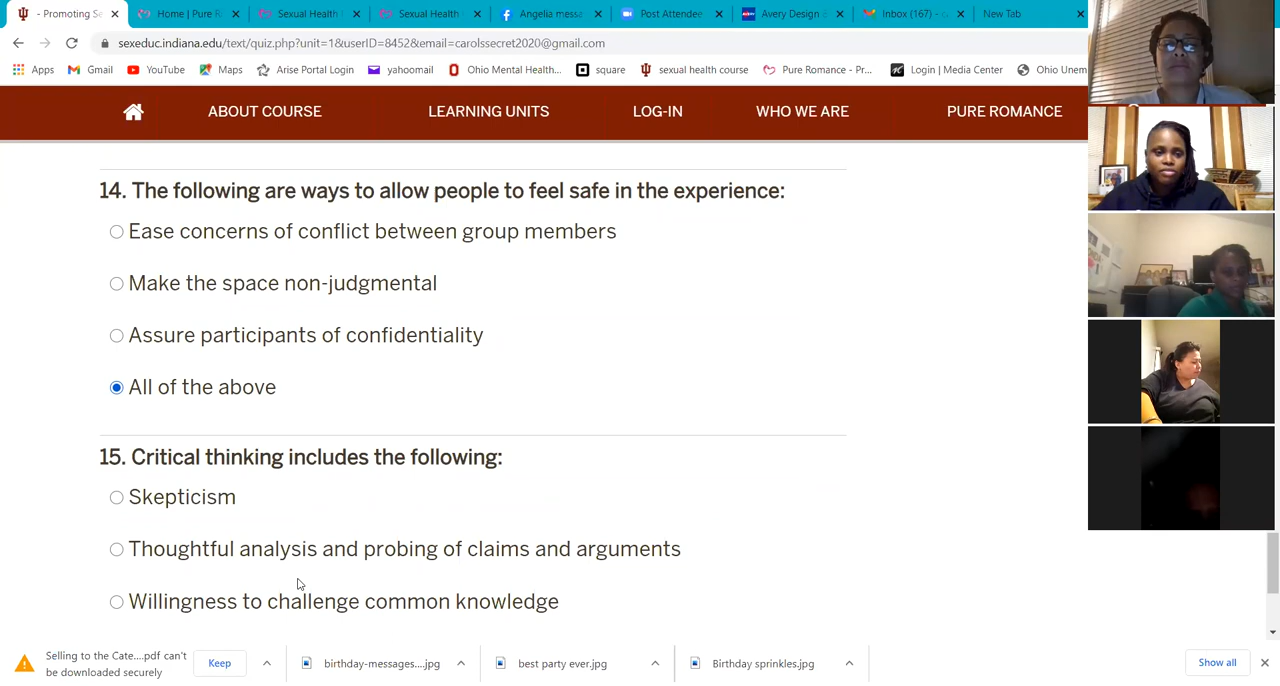 - Promoting Se
Home | Pure R
Sexual Health
Sexual Health
Angelia messa
Post Attendee
Avery Design &
Inbox (167) -
New Tab
sexeduc.indiana.edu/text/quiz.php?unit=1&userID=8452&email=carolssecret2020@gmail.com
Apps
Gmail
YouTube
Maps
Arise Portal Login
yahoomail
Ohio Mental Health...
square
sexual health course
Pure Romance - Pr...
Login | Media Center
Ohio Unem
ABOUT COURSE
LEARNING UNITS
LOG-IN
WHO WE ARE
PURE ROMANCE
14. The following are ways to allow people to feel safe in the experience:
Ease concerns of conflict between group members
Make the space non-judgmental
Assure participants of confidentiality
All of the above
15. Critical thinking includes the following:
Skepticism
Thoughtful analysis and probing of claims and arguments
Willingness to challenge common knowledge
Selling to the Cate....pdf can't
be downloaded securely
Keep
birthday-messages....jpg
best party ever.jpg
Birthday sprinkles.jpg
Show all